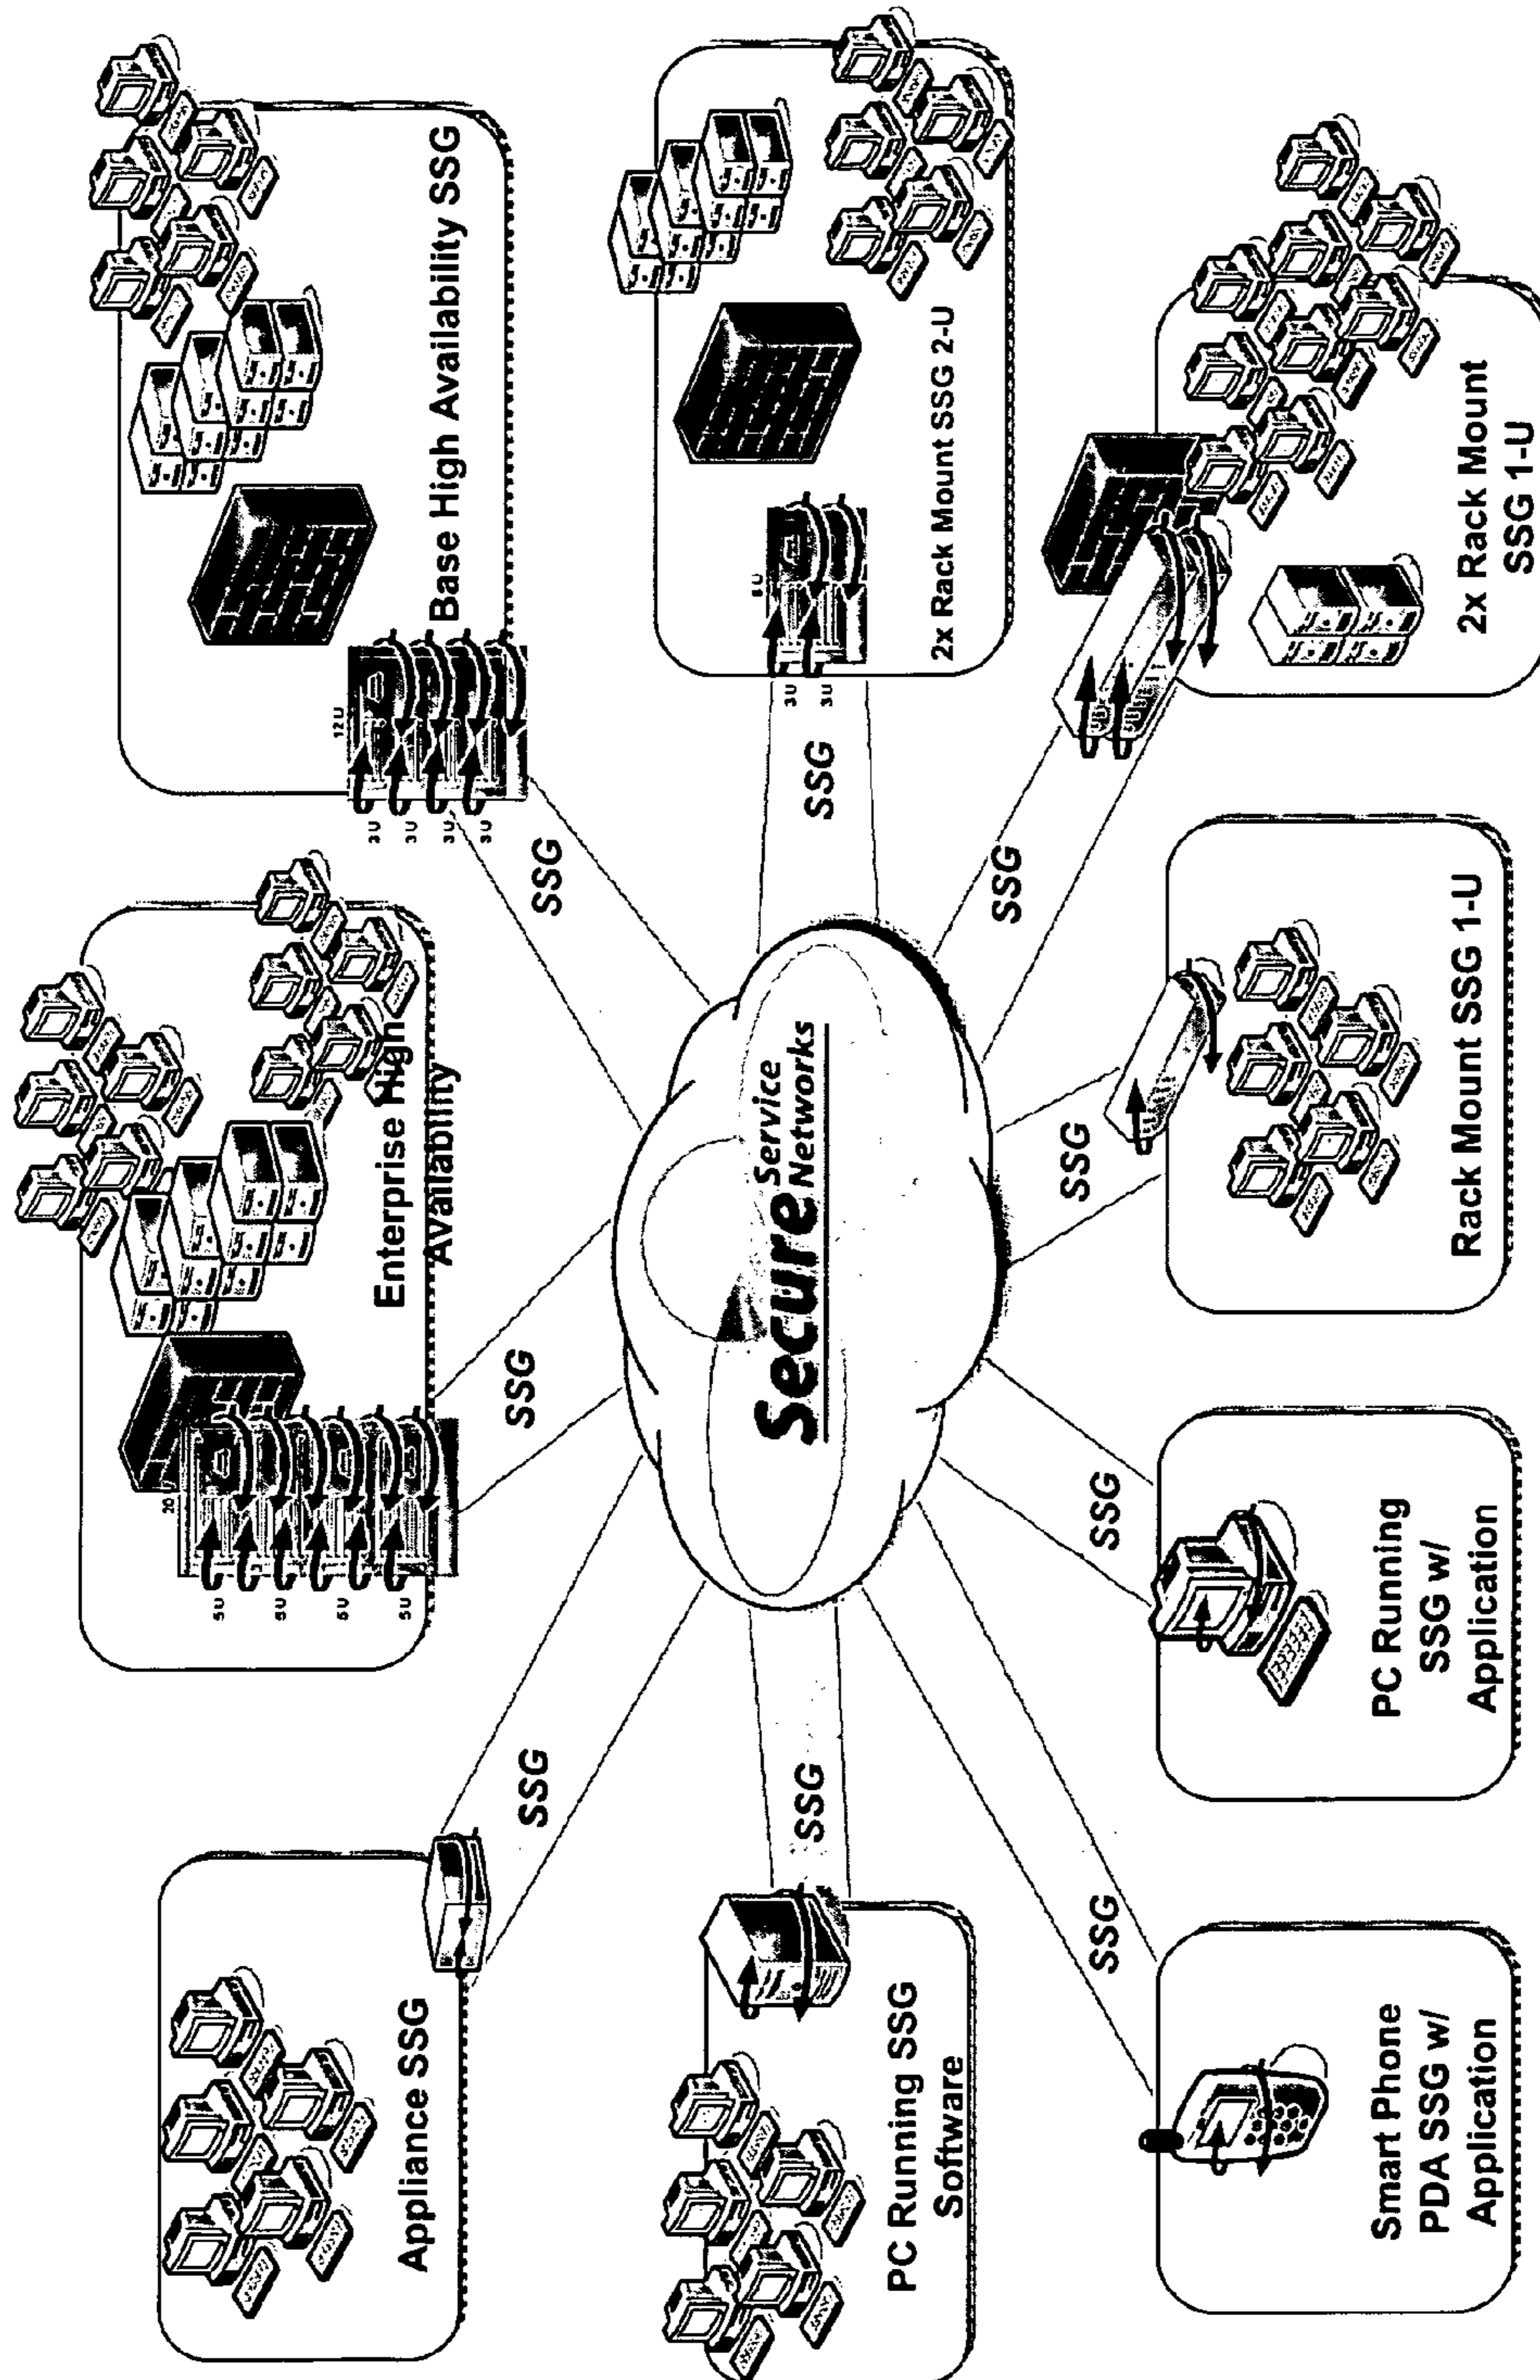 Appliance SSG
SSG
20
5U
5U
5U
5U
Enterprise High
Availability
SSG
12U
3U
3U
3U
3U
Base High Availability SSG
SSG
PC Running SSG
Software
SSG
Secure Service
Networks
SSG
3U
3U
2x Rack Mount SSG 2-U
SSG
Smart Phone
PDA SSG w/
Application
SSG
PC Running
SSG w/
Application
SSG
Rack Mount SSG 1-U
SSG
2x Rack Mount
SSG 1-U